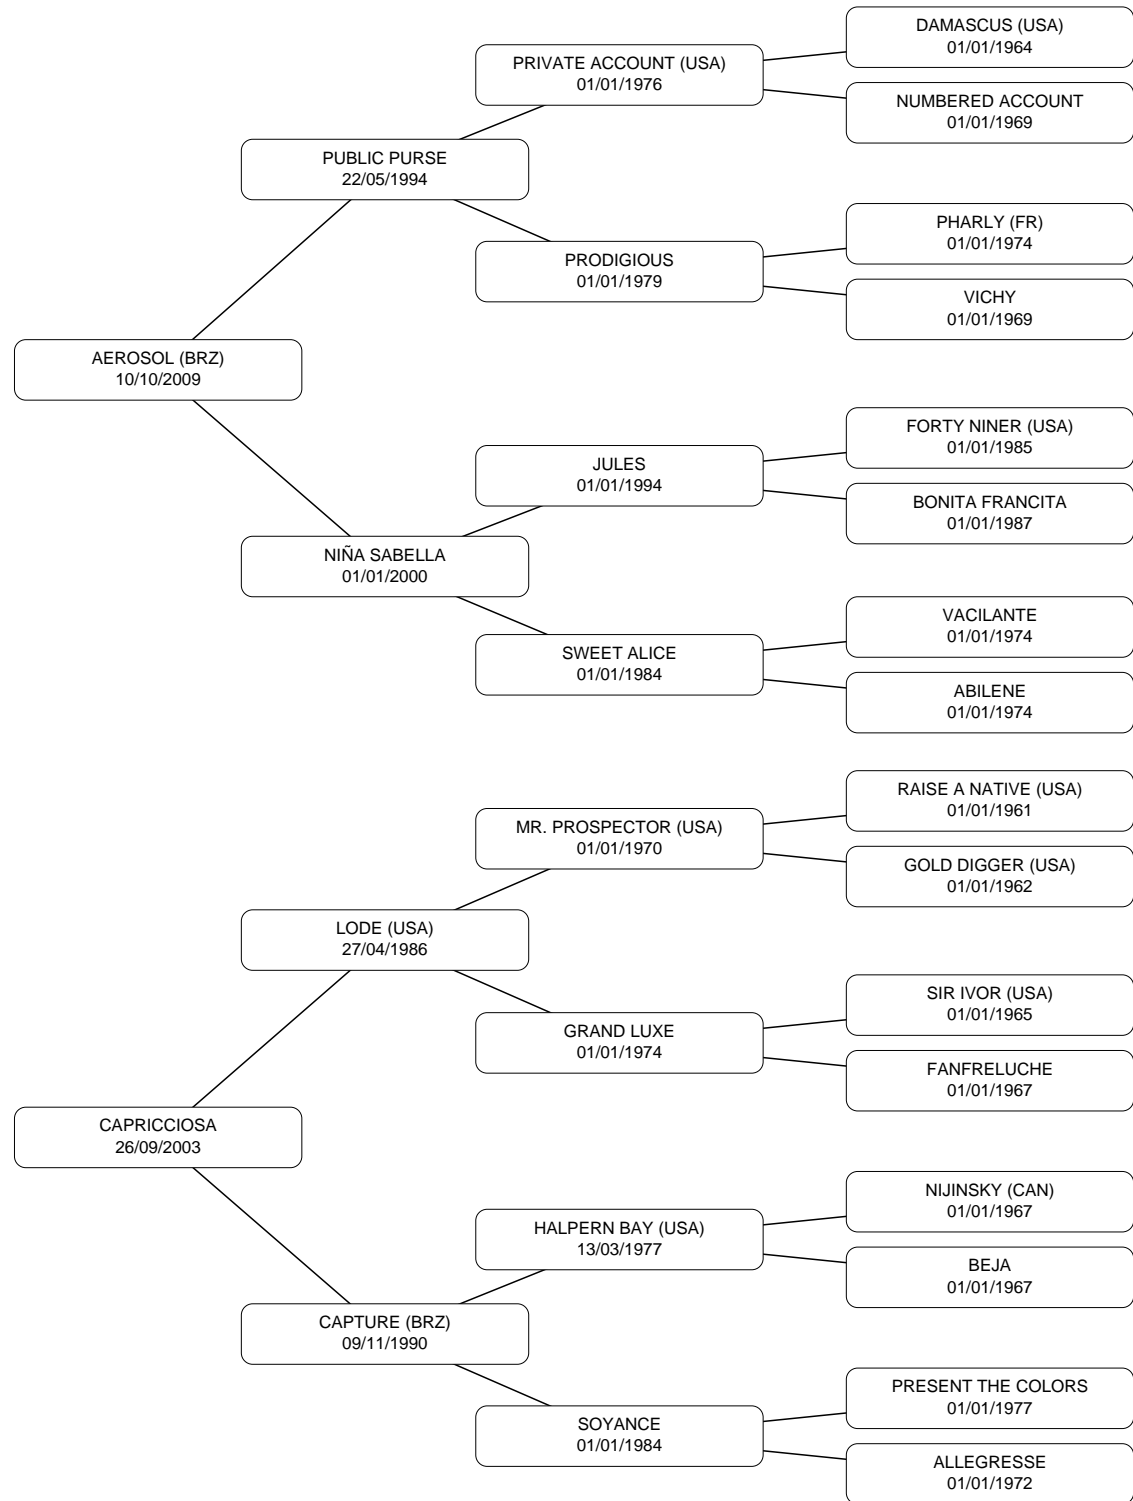 DAMASCUS (USA)
01/01/1964
PRIVATE ACCOUNT (USA)
01/01/1976
NUMBERED ACCOUNT
01/01/1969
PUBLIC PURSE
22/05/1994
PHARLY (FR)
01/01/1974
PRODIGIOUS
01/01/1979
VICHY
01/01/1969
AEROSOL (BRZ)
10/10/2009
FORTY NINER (USA)
01/01/1985
JULES
01/01/1994
BONITA FRANCITA
01/01/1987
NIÑA SABELLA
01/01/2000
VACILANTE
01/01/1974
SWEET ALICE
01/01/1984
ABILENE
01/01/1974
RAISE A NATIVE (USA)
01/01/1961
MR. PROSPECTOR (USA)
01/01/1970
GOLD DIGGER (USA)
01/01/1962
LODE (USA)
27/04/1986
SIR IVOR (USA)
01/01/1965
GRAND LUXE
01/01/1974
FANFRELUCHE
01/01/1967
CAPRICCIOSA
26/09/2003
NIJINSKY (CAN)
01/01/1967
HALPERN BAY (USA)
13/03/1977
BEJA
01/01/1967
CAPTURE (BRZ)
09/11/1990
PRESENT THE COLORS
01/01/1977
SOYANCE
01/01/1984
ALLEGRESSE
01/01/1972